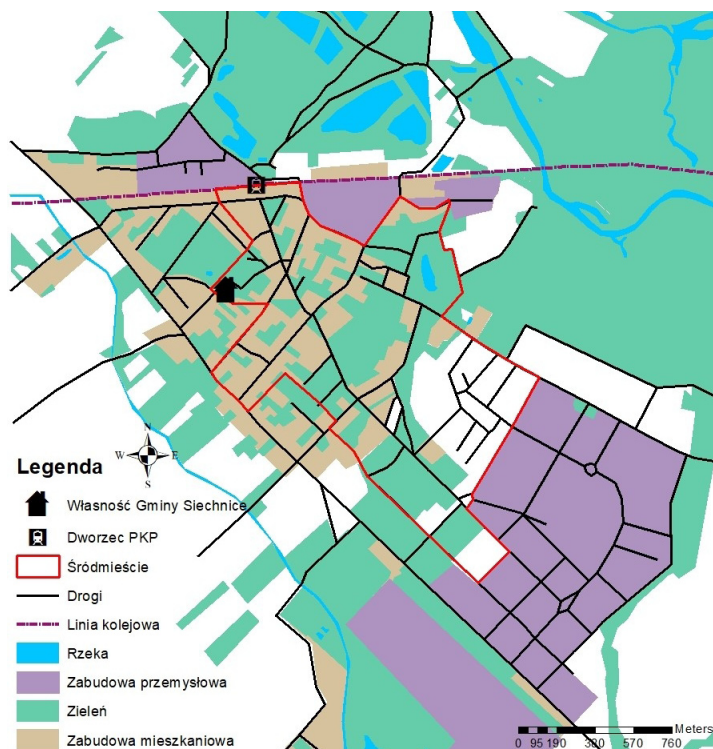 N
W E
S
Legenda
Własność Gminy Siechnice
Dworzec PKP
Śródmieście
Drogi
Linia kolejowa
Rzeka
Zabudowa przemysłowa
Zieleń
Zabudowa mieszkaniowa
Meters
0 95 190 380 570 760